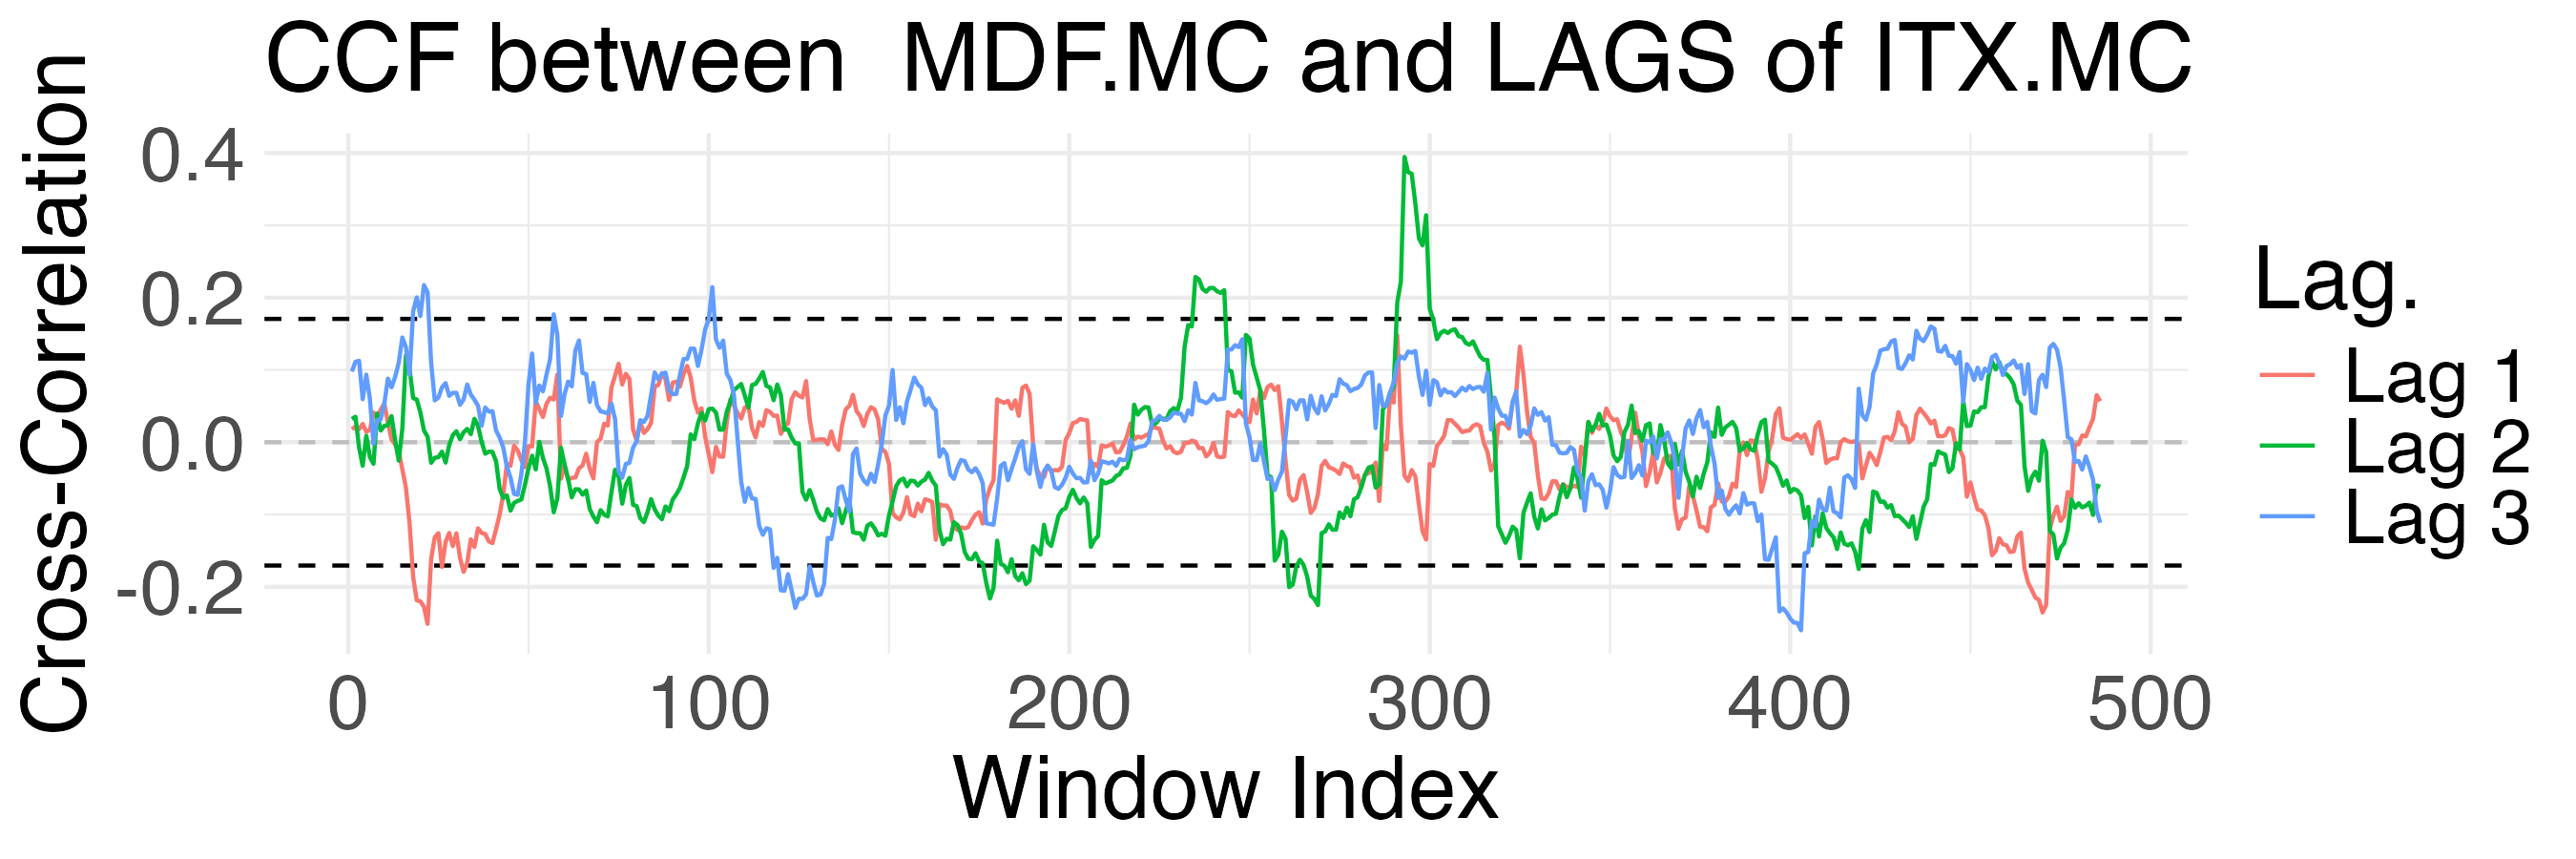 CCF between  MDF.MC and LAGS of ITX.MC
Cross-Correlation
0.4
0.2
0.0
-0.2
0 100 200 300 400 500
Window Index
Lag.
Lag 1
Lag 2
Lag 3